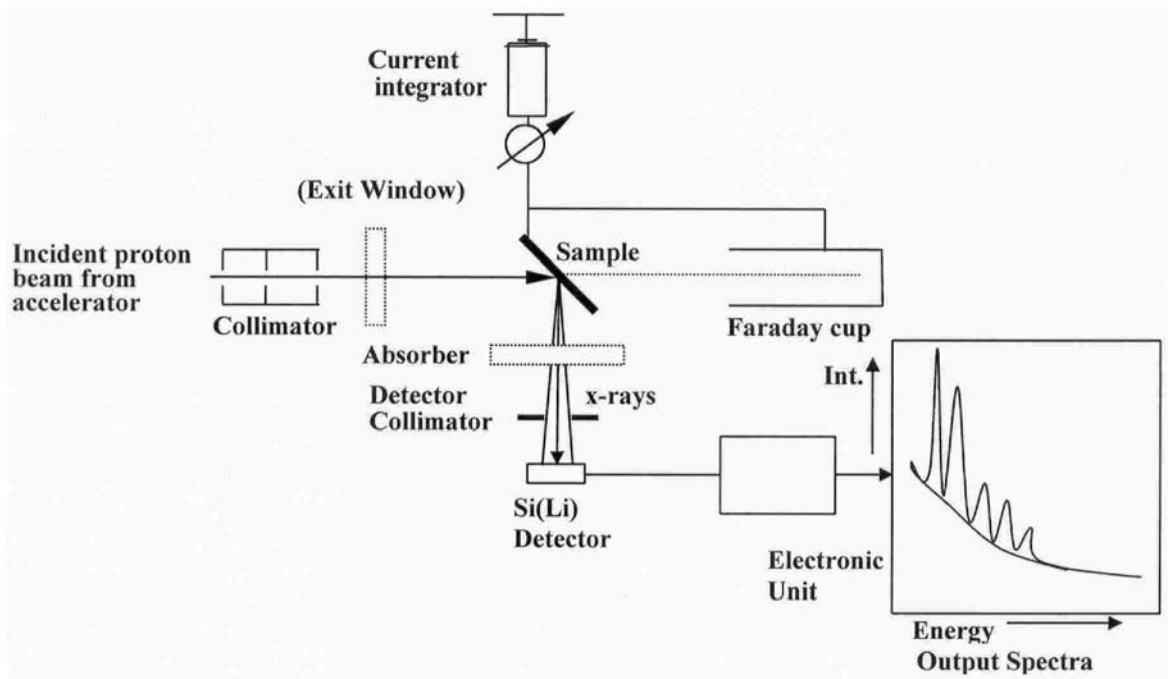 Current
integrator
(Exit Window)
Incident proton
beam from
accelerator
Sample
Collimator
Faraday cup
Absorber
Int.
Detector
Collimator
x-rays
Si(Li)
Detector
Electronic
Unit
Energy
Output Spectra